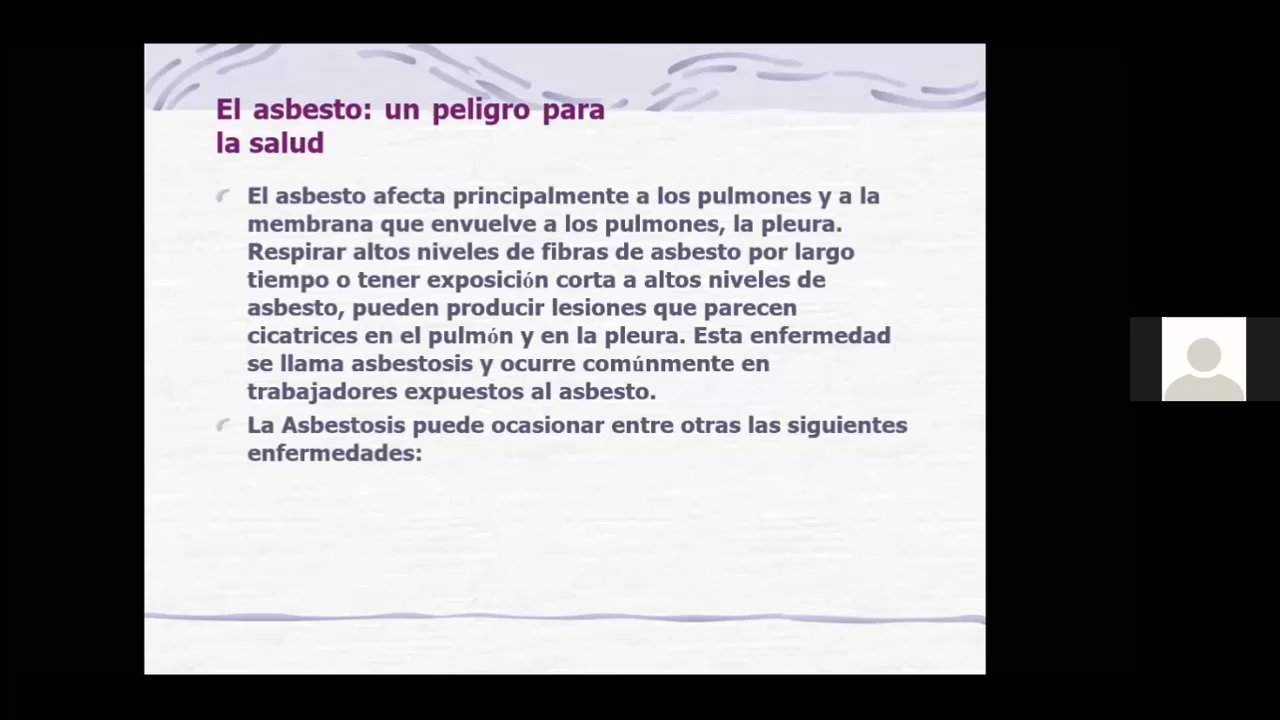 El asbesto: un peligro para
la salud
El asbesto afecta principalmente a los pulmones y a la
membrana que envuelve a los pulmones, la pleura.
Respirar altos niveles de fibras de asbesto por largo
tiempo o tener exposición corta a altos niveles de
asbesto, pueden producir lesiones que parecen
cicatrices en el pulmón y en la pleura. Esta enfermedad
se llama asbestosis y ocurre comúnmente en
trabajadores expuestos al asbesto.
La Asbestosis puede ocasionar entre otras las siguientes
enfermedades: